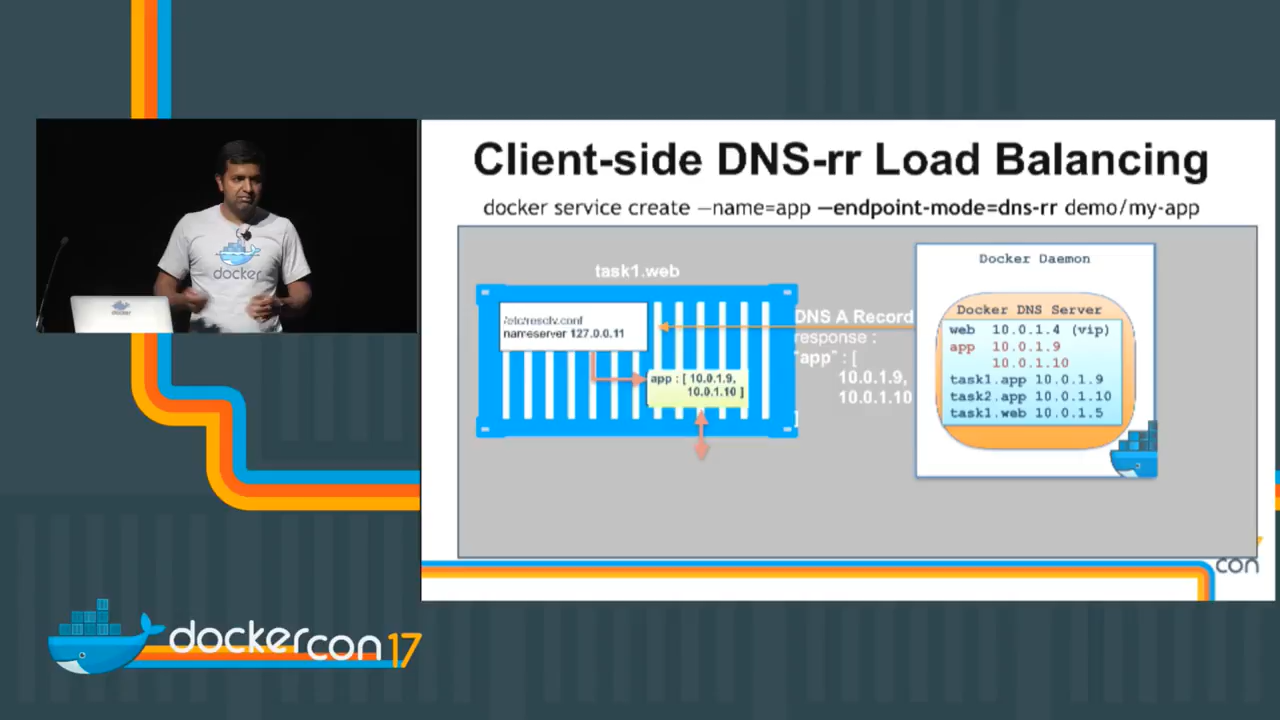 Client-side DNS-rr Load Balancing
docker service create —name=app —endpoint-mode=dns-rr demo/my-app
task1.web
/etc/resolv.conf
nameserver 127.0.0.11
app : [ 10.0.1.9,
10.0.1.10 ]
DNS A Record
response :
"app" : [
10.0.1.9,
10.0.1.10
]
Docker Daemon
Docker DNS Server
web 10.0.1.4 (vip)
app 10.0.1.9
10.0.1.10
task1.app 10.0.1.9
task2.app 10.0.1.10
task1.web 10.0.1.5
docker
docker
con
dockercon 17